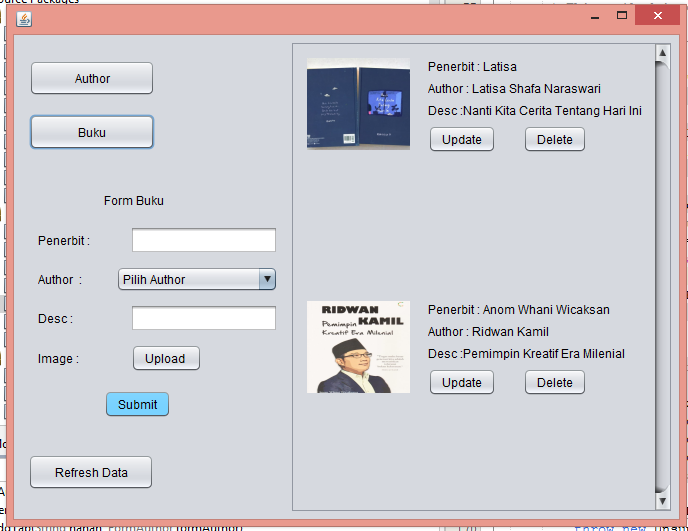 ource Packages
Author
Buku
Form Buku
Penerbit :
Author :
Pilih Author
Desc :
Image :
Upload
Submit
Refresh Data
Penerbit : Latisa
Author : Latisa Shafa Naraswari
Desc :Nanti Kita Cerita Tentang Hari Ini
Update
Delete
RIDWAN
KAMIL
Pemimpin
Kreatif Era Milenial
Penerbit : Anom Whani Wicaksan
Author : Ridwan Kamil
Desc :Pemimpin Kreatif Era Milenial
Update
Delete